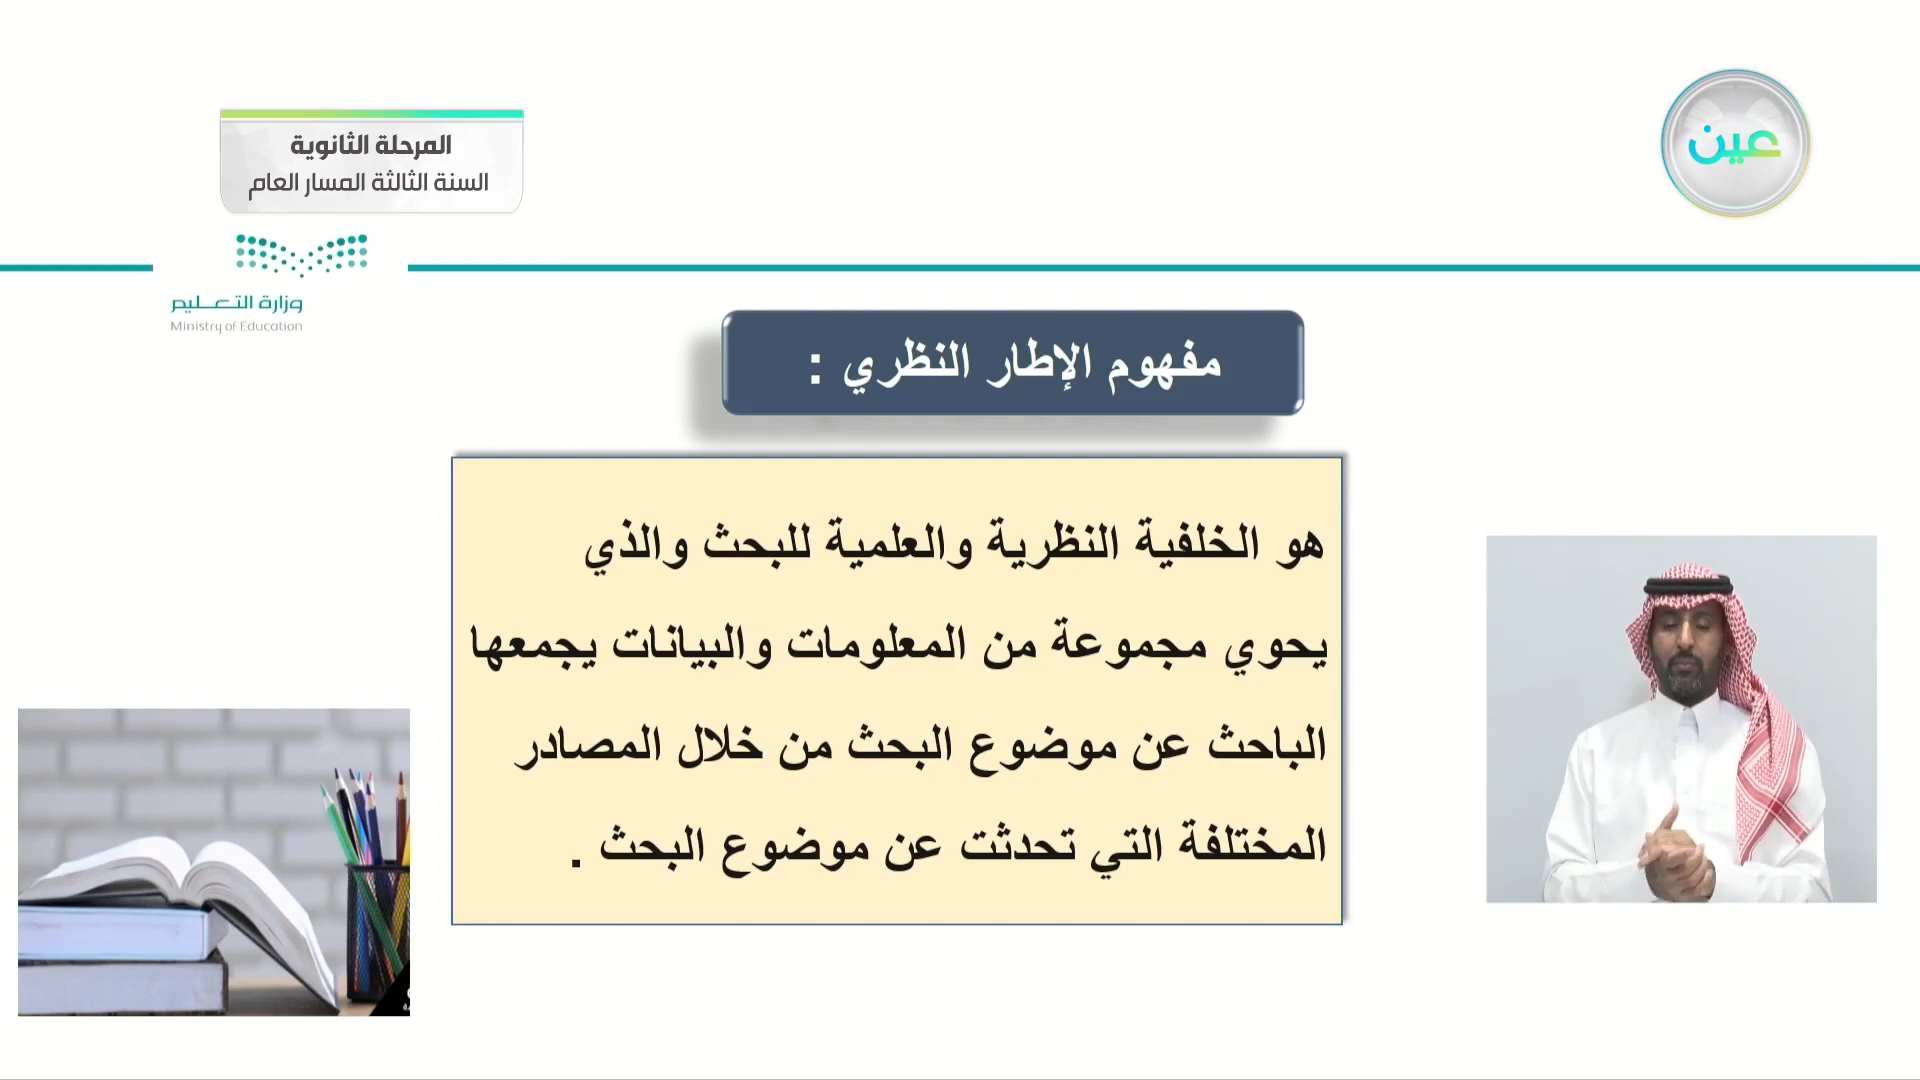 عين
المرحلة الثانوية
السنة الثالثة المسار العام
وزارة التعليم
Ministry of Education
مفهوم الإطار النظري :
هو الخلفية النظرية والعلمية للبحث والذي
يحوي مجموعة من المعلومات والبيانات يجمعها
الباحث عن موضوع البحث من خلال المصادر
المختلفة التي تحدثت عن موضوع البحث .